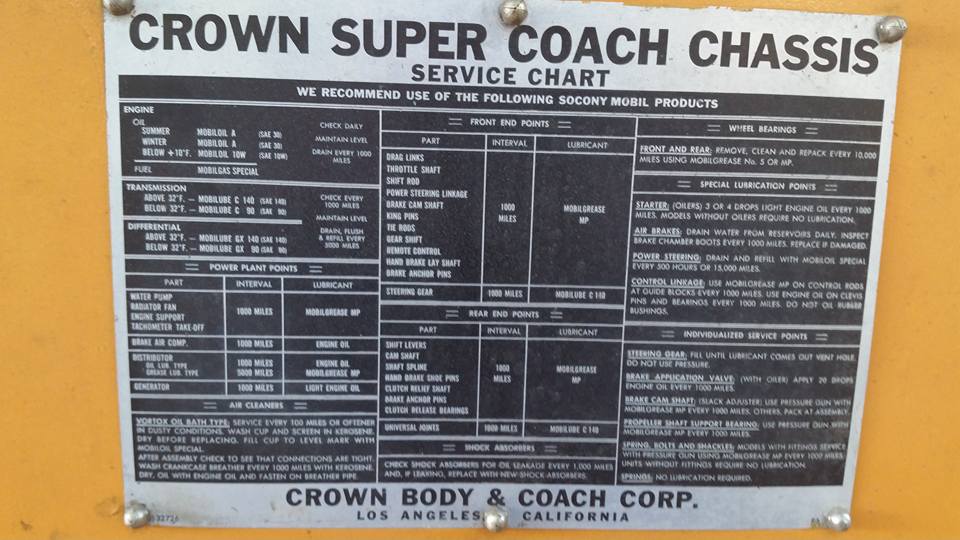 CROWN SUPER COACH CHASSIS
SERVICE CHART
WE RECOMMEND USE OF THE FOLLOWING SOCONY MOBIL PRODUCTS
ENGINE
OIL
SUMMER MOBILOIL A (SAE 30) CHECK DAILY
WINTER MOBILOIL A (SAE 30) MAINTAIN LEVEL
BELOW +10°F. MOBILOIL 10W (SAE 10W) DRAIN EVERY 1000
MILES
FUEL MOBILGAS SPECIAL
TRANSMISSION
ABOVE 32°F. — MOBILUBE C 140 (SAE 140) CHECK EVERY
1000 MILES
BELOW 32°F. — MOBILUBE C 90 (SAE 90)
MAINTAIN LEVEL
DIFFERENTIAL
ABOVE 32°F. — MOBILUBE GX 140 (SAE 140) DRAIN, FLUSH
& REFILL EVERY
BELOW 32°F. — MOBILUBE GX 90 (SAE 90) 5000 MILES
POWER PLANT POINTS
PART INTERVAL LUBRICANT
WATER PUMP
RADIATOR FAN
ENGINE SUPPORT
TACHOMETER TAKE-OFF
1000 MILES MOBILGREASE MP
BRAKE AIR COMP. 1000 MILES ENGINE OIL
DISTRIBUTOR
OIL LUB. TYPE 1000 MILES ENGINE OIL
GREASE LUB. TYPE 5000 MILES MOBILGREASE MP
GENERATOR 1000 MILES LIGHT ENGINE OIL
AIR CLEANERS
VORTOX OIL BATH TYPE: SERVICE EVERY 100 MILES OR OFTENER
IN DUSTY CONDITIONS. WASH CUP AND SCREEN IN KEROSENE.
DRY BEFORE REPLACING. FILL CUP TO LEVEL MARK WITH
MOBILOIL SPECIAL.
AFTER ASSEMBLY CHECK TO SEE THAT CONNECTIONS ARE TIGHT.
WASH CRANKCASE BREATHER EVERY 1000 MILES WITH KEROSENE.
DRY, OIL WITH ENGINE OIL AND FASTEN ON BREATHER PIPE.
FRONT END POINTS
PART INTERVAL LUBRICANT
DRAG LINKS
THROTTLE SHAFT
SHIFT ROD
POWER STEERING LINKAGE
BRAKE CAM SHAFT
KING PINS
TIE RODS
GEAR SHIFT
REMOTE CONTROL
HAND BRAKE LAY SHAFT
BRAKE ANCHOR PINS
1000 MOBILGREASE
MILES MP
STEERING GEAR 1000 MILES MOBILUBE C 140
REAR END POINTS
PART INTERVAL LUBRICANT
SHIFT LEVERS
CAM SHAFT
SHAFT SPLINE
HAND BRAKE SHOE PINS
CLUTCH RELIEF SHAFT
BRAKE ANCHOR PINS
CLUTCH RELEASE BEARINGS
1000 MOBILGREASE
MILES MP
UNIVERSAL JOINTS 1000 MILES MOBILUBE C 140
SHOCK ABSORBERS
CHECK SHOCK ABSORBERS FOR OIL LEAKAGE EVERY 1,000 MILES
AND, IF LEAKING, REPLACE WITH NEW SHOCK ABSORBERS.
WHEEL BEARINGS
FRONT AND REAR: REMOVE, CLEAN AND REPACK EVERY 10,000
MILES USING MOBILGREASE No. 5 OR MP.
SPECIAL LUBRICATION POINTS
STARTER: (OILERS) 3 OR 4 DROPS LIGHT ENGINE OIL EVERY 1000
MILES. MODELS WITHOUT OILERS REQUIRE NO LUBRICATION.
AIR BRAKES: DRAIN WATER FROM RESERVOIRS DAILY. INSPECT
BRAKE CHAMBER BOOTS EVERY 1000 MILES. REPLACE IF DAMAGED.
POWER STEERING: DRAIN AND REFILL WITH MOBILOIL SPECIAL
EVERY 500 HOURS OR 15,000 MILES.
CONTROL LINKAGE: USE MOBILGREASE MP ON CONTROL RODS
AT GUIDE BLOCKS EVERY 1000 MILES. USE ENGINE OIL ON CLEVIS
PINS AND BEARINGS EVERY 1000 MILES. DO NOT OIL RUBBER
BUSHINGS.
INDIVIDUALIZED SERVICE POINTS
STEERING GEAR: FILL UNTIL LUBRICANT COMES OUT VENT HOLE.
DO NOT USE PRESSURE.
BRAKE APPLICATION VALVE: (WITH OILER) APPLY 20 DROPS
ENGINE OIL EVERY 1000 MILES.
BRAKE CAM SHAFT: (SLACK ADJUSTER) USE PRESSURE GUN WITH
MOBILGREASE MP EVERY 1000 MILES. OTHERS, PACK AT ASSEMBLY.
PROPELLER SHAFT SUPPORT BEARING: USE PRESSURE GUN WITH
MOBILGREASE MP EVERY 1000 MILES.
SPRING, BOLTS AND SHACKLES: MODELS WITH FITTINGS SERVICE
WITH PRESSURE GUN USING MOBILGREASE MP EVERY 1000 MILES.
UNITS WITHOUT FITTINGS REQUIRE NO LUBRICATION.
SPRINGS: NO LUBRICATION REQUIRED.
CROWN BODY & COACH CORP.
LOS ANGELES CALIFORNIA